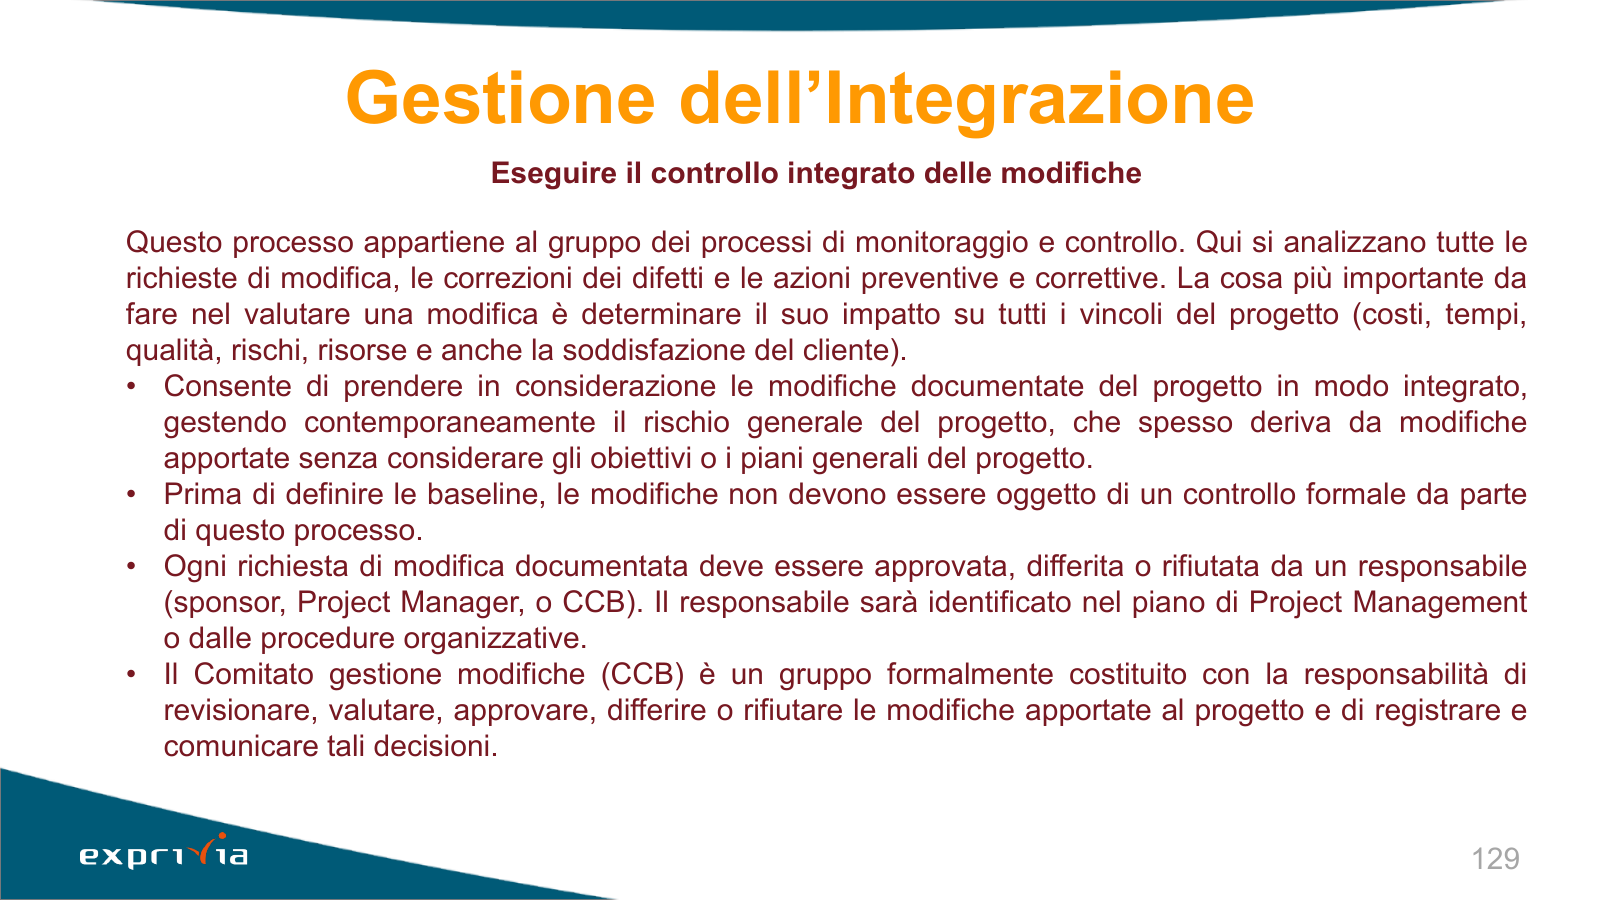 Gestione dell’Integrazione
Eseguire il controllo integrato delle modifiche
Questo processo appartiene al gruppo dei processi di monitoraggio e controllo. Qui si analizzano tutte le
richieste di modifica, le correzioni dei difetti e le azioni preventive e correttive. La cosa più importante da
fare nel valutare una modifica è determinare il suo impatto su tutti i vincoli del progetto (costi, tempi,
qualità, rischi, risorse e anche la soddisfazione del cliente).
• Consente di prendere in considerazione le modifiche documentate del progetto in modo integrato,
gestendo contemporaneamente il rischio generale del progetto, che spesso deriva da modifiche
apportate senza considerare gli obiettivi o i piani generali del progetto.
• Prima di definire le baseline, le modifiche non devono essere oggetto di un controllo formale da parte
di questo processo.
• Ogni richiesta di modifica documentata deve essere approvata, differita o rifiutata da un responsabile
(sponsor, Project Manager, o CCB). Il responsabile sarà identificato nel piano di Project Management
o dalle procedure organizzative.
• Il Comitato gestione modifiche (CCB) è un gruppo formalmente costituito con la responsabilità di
revisionare, valutare, approvare, differire o rifiutare le modifiche apportate al progetto e di registrare e
comunicare tali decisioni.
exprivia
129